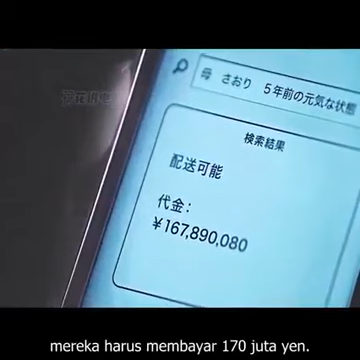 母 さおり 5年前の元気な状態
検索結果
配送可能
代金：
￥167,890,080
mereka harus membayar 170 juta yen.